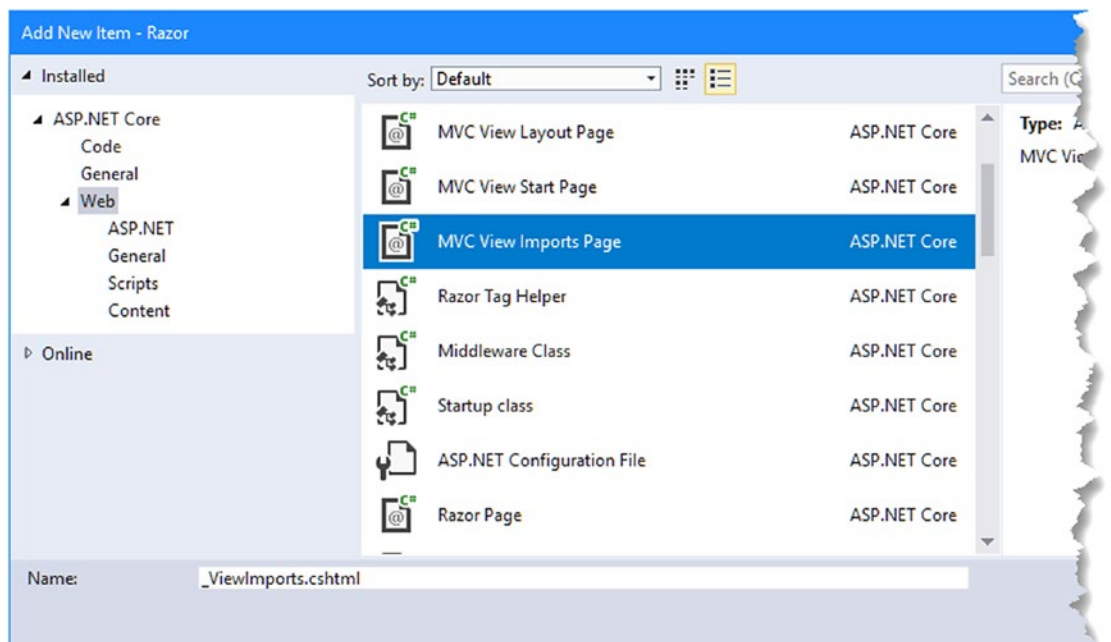 Add New Item - Razor
Installed
Sort by: Default
Search (C
ASP.NET Core
Code
General
Web
ASP.NET
General
Scripts
Content
Online
C# @ MVC View Layout Page ASP.NET Core
C# @ MVC View Start Page ASP.NET Core
C# @ MVC View Imports Page ASP.NET Core
C# Razor Tag Helper ASP.NET Core
C# Middleware Class ASP.NET Core
C# Startup class ASP.NET Core
ASP.NET Configuration File ASP.NET Core
C# @ Razor Page ASP.NET Core
Type:
MVC Vie
Name: _ViewImports.cshtml